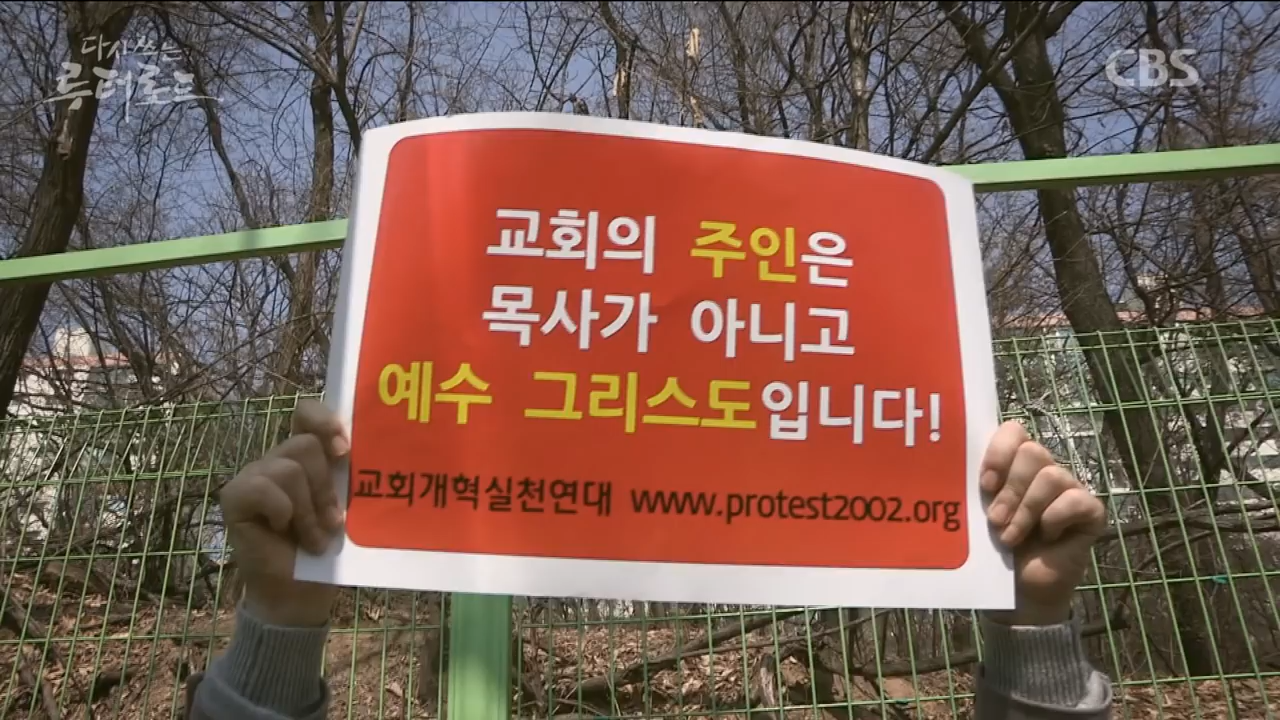 다시 쓰는
루터로드
CBS
교회의 주인은
목사가 아니고
예수 그리스도입니다!
교회개혁실천연대 www.protest2002.org